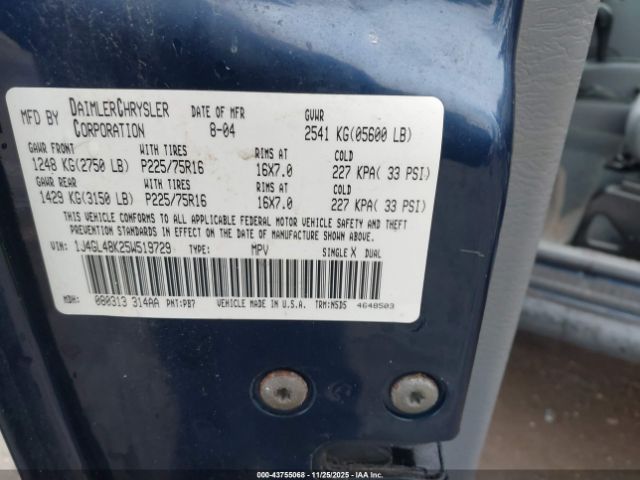 MFD BY DAIMLERCHRYSLER CORPORATION DATE OF MFR 8-04 GVWR 2541 KG(05600 LB)
GAWR FRONT WITH TIRES RIMS AT COLD
1248 KG(2750 LB) P225/75R16 16X7.0 227 KPA( 33 PSI)
GAWR REAR WITH TIRES RIMS AT COLD
1429 KG(3150 LB) P225/75R16 16X7.0 227 KPA( 33 PSI)
THIS VEHICLE CONFORMS TO ALL APPLICABLE FEDERAL MOTOR VEHICLE SAFETY AND THEFT
PREVENTION STANDARDS IN EFFECT ON THE DATE OF MANUFACTURE SHOWN ABOVE.
VIN: 1J4GL48K25W519729 TYPE: MPV SINGLE X DUAL
MDH: 080313 314AA PNT:PB7 VEHICLE MADE IN U.S.A. TRM:N5D5 4648503
IAA 43755068 - 11/25/2025 - IAAI.com